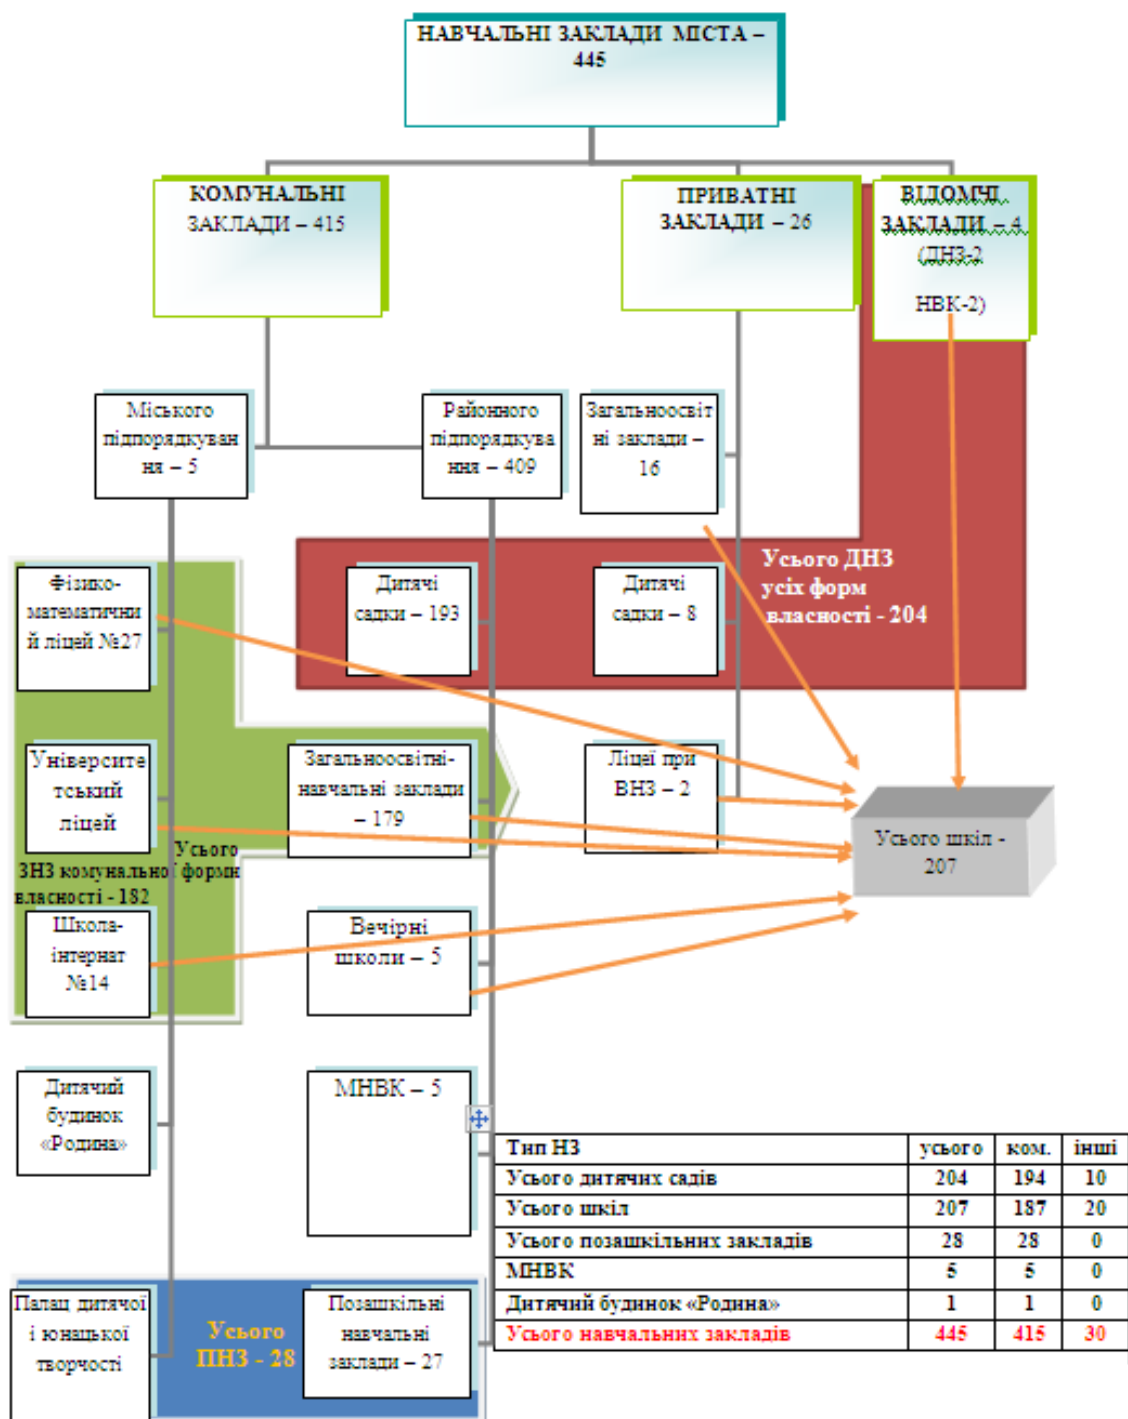 НАВЧАЛЬНІ ЗАКЛАДИ МІСТА –
445
КОМУНАЛЬНІ
ЗАКЛАДИ – 415
ПРИВАТНІ
ЗАКЛАДИ – 26
ВІДОМЧІ
ЗАКЛАДИ – 4
(ДНЗ-2
НВК-2)
Міського
підпорядкуван
ня – 5
Районного
підпорядкува
ння – 409
Загальноосвіт
ні заклади –
16
Усього ДНЗ
усіх форм
власності - 204
Фізико-
математични
й ліцей №27
Дитячі
садки – 193
Дитячі
садки – 8
Університе
тський
ліцей
Загальноосвітні-
навчальні заклади
– 179
Ліцеї при
ВНЗ – 2
Усього шкіл -
207
Усього
ЗНЗ комунальної форми
власності - 182
Школа-
інтернат
№14
Вечірні
школи – 5
Дитячий
будинок
«Родина»
МНВК – 5
Тип НЗ усього ком. інші
Усього дитячих садів 204 194 10
Усього шкіл 207 187 20
Усього позашкільних закладів 28 28 0
МНВК 5 5 0
Дитячий будинок «Родина» 1 1 0
Усього навчальних закладів 445 415 30
Палац дитячої
і юнацької
творчості
Усього
ПНЗ - 28
Позашкільні
навчальні
заклади – 27